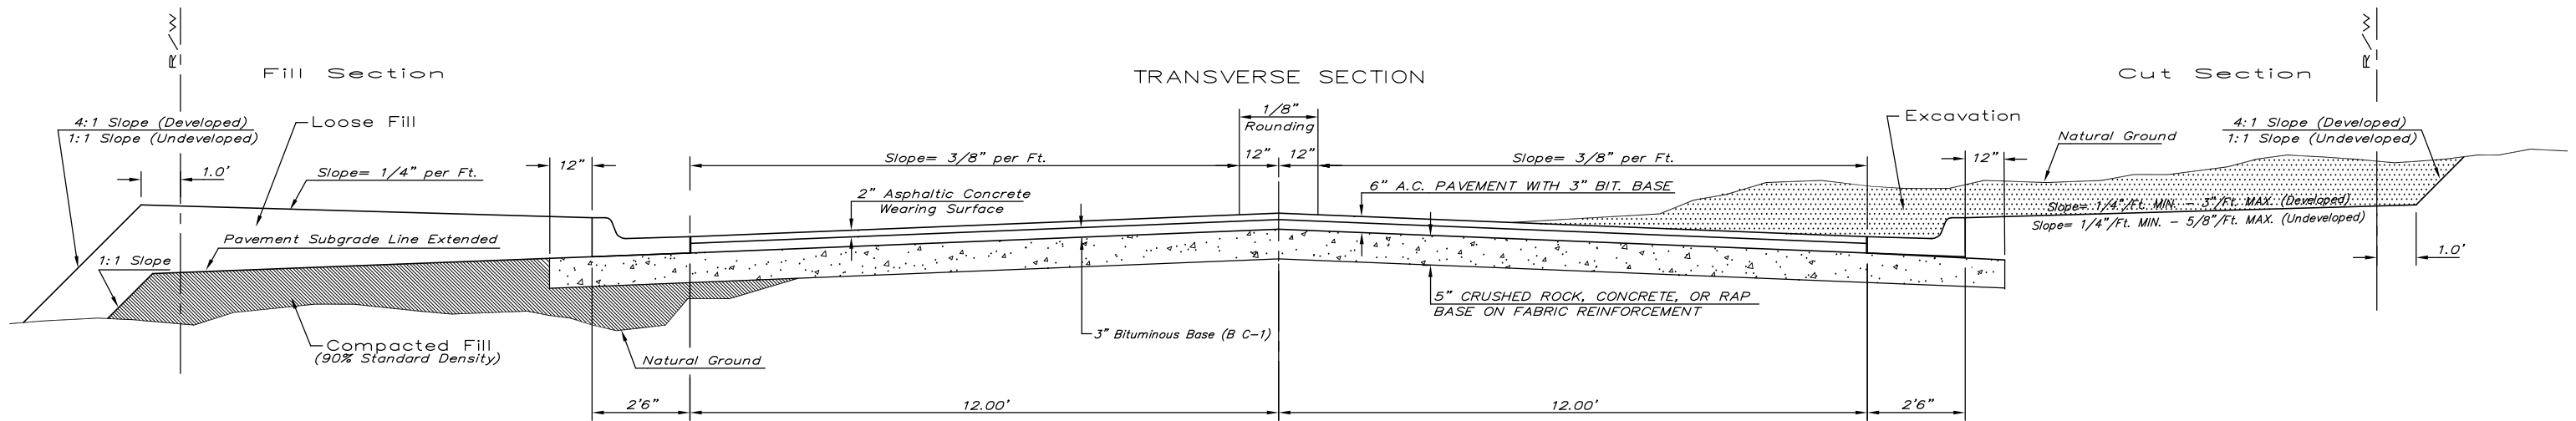 R/W
R/W
Fill Section
TRANSVERSE SECTION
Cut Section
4:1 Slope (Developed)
1:1 Slope (Undeveloped)
Loose Fill
1/8"
Rounding
Excavation
4:1 Slope (Developed)
1:1 Slope (Undeveloped)
Natural Ground
12"
Slope= 3/8" per Ft.
12"
12"
Slope= 3/8" per Ft.
12"
1.0'
Slope= 1/4" per Ft.
2" Asphaltic Concrete
Wearing Surface
6" A.C. PAVEMENT WITH 3" BIT. BASE
Slope= 1/4"/Ft. MIN. - 3"/Ft. MAX. (Developed)
Slope= 1/4"/Ft. MIN. - 5/8"/Ft. MAX. (Undeveloped)
Pavement Subgrade Line Extended
1:1 Slope
1.0'
5" CRUSHED ROCK, CONCRETE, OR RAP
BASE ON FABRIC REINFORCEMENT
3" Bituminous Base (B C-1)
Compacted Fill
(90% Standard Density)
Natural Ground
2'6"
12.00'
12.00'
2'6"